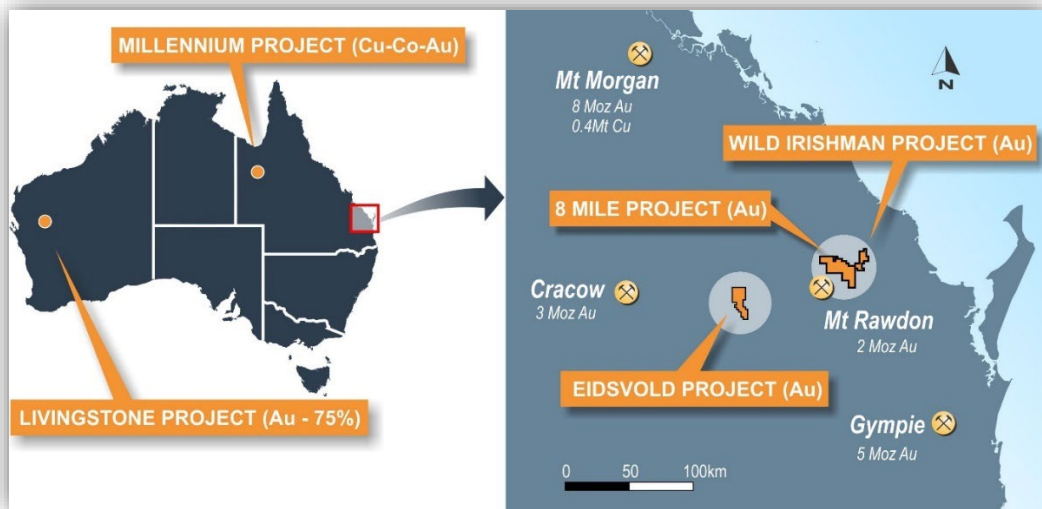 MILLENNIUM PROJECT (Cu-Co-Au)
LIVINGSTONE PROJECT (Au - 75%)
Mt Morgan
8 Moz Au
0.4Mt Cu
N
WILD IRISHMAN PROJECT (Au)
8 MILE PROJECT (Au)
Cracow
3 Moz Au
Mt Rawdon
2 Moz Au
EIDSVOLD PROJECT (Au)
Gympie
5 Moz Au
0 50 100km